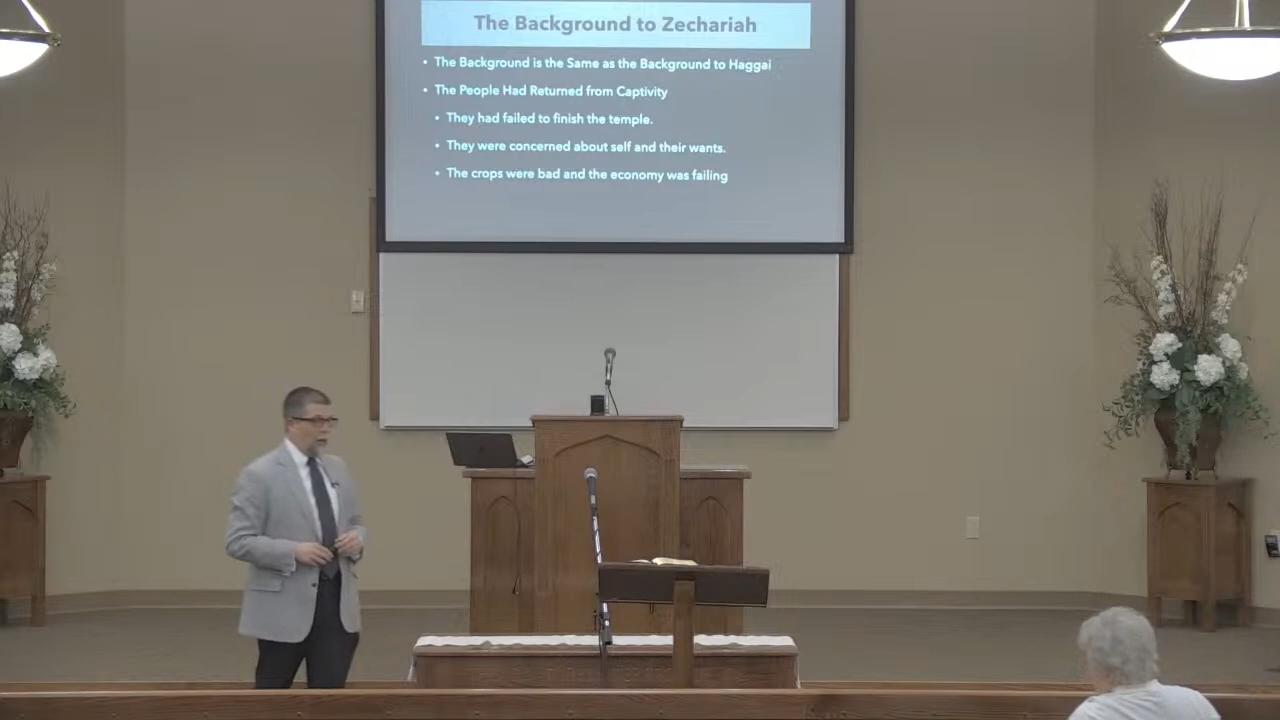 The Background to Zechariah
• The Background is the Same as the Background to Haggai
• The People Had Returned from Captivity
• They had failed to finish the temple.
• They were concerned about self and their wants.
• The crops were bad and the economy was failing